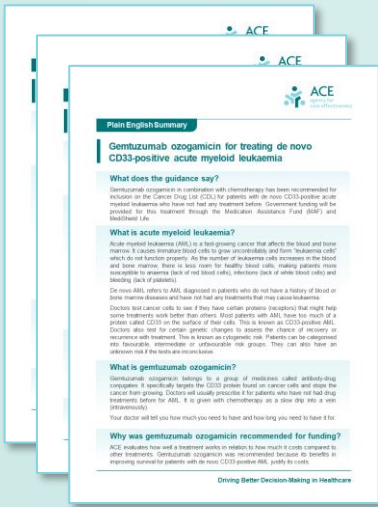 ACE
ACE
ACE
agency for
care effectiveness
Plain English Summary
Gemtuzumab ozogamicin for treating de novo
CD33-positive acute myeloid leukaemia
What does the guidance say?
Gemtuzumab ozogamicin in combination with chemotherapy has been recommended for
inclusion on the Cancer Drug List (CDL) for patients with de novo CD33-positive acute
myeloid leukaemia who have not had any treatment before. Government funding will be
provided for this treatment through the Medication Assistance Fund (MAF) and
MediShield Life.
What is acute myeloid leukaemia?
Acute myeloid leukaemia (AML) is a fast-growing cancer that affects the blood and bone
marrow. It causes immature blood cells to grow uncontrollably and form "leukaemia cells"
which do not function properly. As the number of leukaemia cells increases in the blood
and bone marrow, there is less room for healthy blood cells, making patients more
susceptible to anaemia (lack of red blood cells), infections (lack of white blood cells) and
bleeding (lack of platelets).
De novo AML refers to AML diagnosed in patients who do not have a history of blood or
bone marrow diseases and have not had any treatments that may cause leukaemia.
Doctors test cancer cells to see if they have certain proteins (receptors) that might help
some treatments work better than others. Most patients with AML have too much of a
protein called CD33 on the surface of their cells. This is known as CD33-positive AML.
Doctors also test for certain genetic changes to assess the chance of recovery or
recurrence with treatment. This is known as cytogenetic risk. Patients can be categorised
into favourable, intermediate or unfavourable risk groups. They can also have an
unknown risk if the tests are inconclusive.
What is gemtuzumab ozogamicin?
Gemtuzumab ozogamicin belongs to a group of medicines called antibody-drug
conjugates. It specifically targets the CD33 protein found on cancer cells and stops the
cancer from growing. Doctors will usually prescribe it for patients who have not had drug
treatments before for AML. It is given with chemotherapy as a slow drip into a vein
(intravenously).
Your doctor will tell you how much you need to have and how long you need to have it for.
Why was gemtuzumab ozogamicin recommended for funding?
ACE evaluates how well a treatment works in relation to how much it costs compared to
other treatments. Gemtuzumab ozogamicin was recommended because its benefits in
improving survival for patients with de novo CD33-positive AML justify its costs.
Driving Better Decision-Making in Healthcare